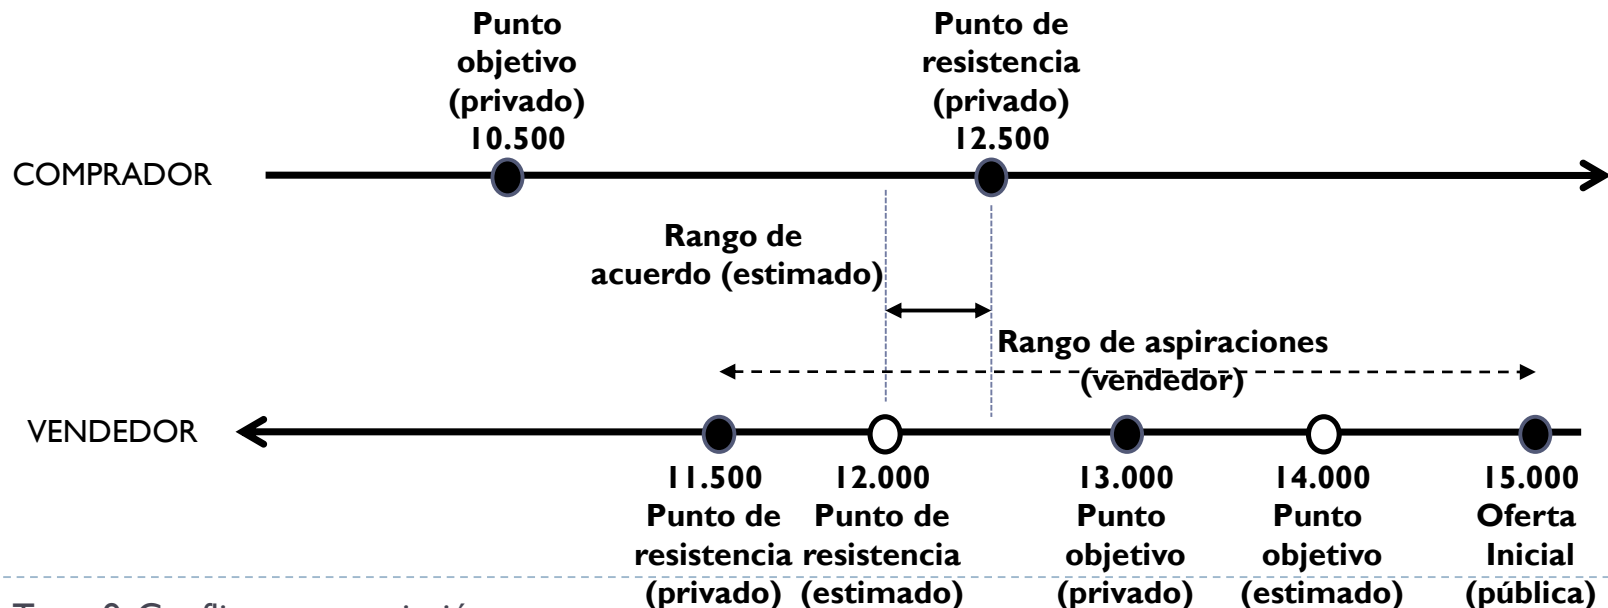 Punto
objetivo
(privado)
10.500
Punto de
resistencia
(privado)
12.500
COMPRADOR
Rango de
acuerdo (estimado)
Rango de aspiraciones
(vendedor)
VENDEDOR
11.500
Punto de
resistencia
(privado)
12.000
Punto de
resistencia
(estimado)
13.000
Punto
objetivo
(privado)
14.000
Punto
objetivo
(estimado)
15.000
Oferta
Inicial
(pública)